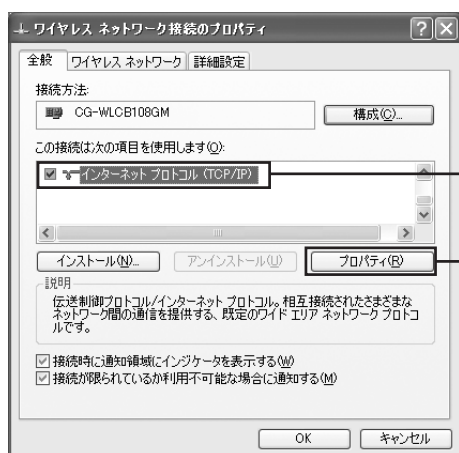 ワイヤレス ネットワーク接続のプロパティ
全般 ワイヤレス ネットワーク 詳細設定
接続方法:
CG-WLCB108GM 構成(C)...
この接続は次の項目を使用します(O):
インターネット プロトコル (TCP/IP)
インストール(N)... アンインストール(U) プロパティ(R)
説明
伝送制御プロトコル/インターネット プロトコル。相互接続されたさまざまな
ネットワーク間の通信を提供する、既定のワイド エリア ネットワーク プロトコ
ルです。
接続時に通知領域にインジケータを表示する(W)
接続が限られているか利用不可能な場合に通知する(M)
OK キャンセル